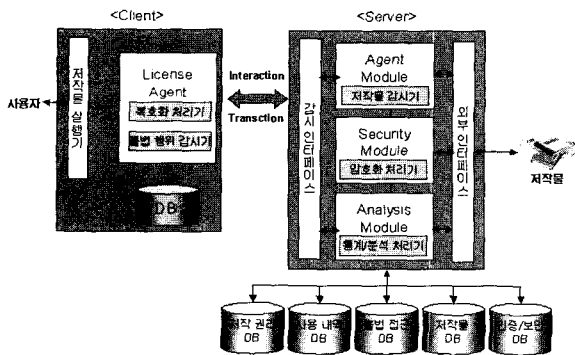 <Client>
<Server>
사용자
저작물 실행기
License
Agent
복호화 처리기
불법 행위 감시기
DB
Interaction
Transction
감시 인터페이스
Agent
Module
저작물 감시기
Security
Module
암호화 처리기
Analysis
Module
통계/분석 처리기
외부 인터페이스
저작물
저작 권리
DB
사용 내역
DB
불법 접근
DB
저작물
DB
인증/보안
DB